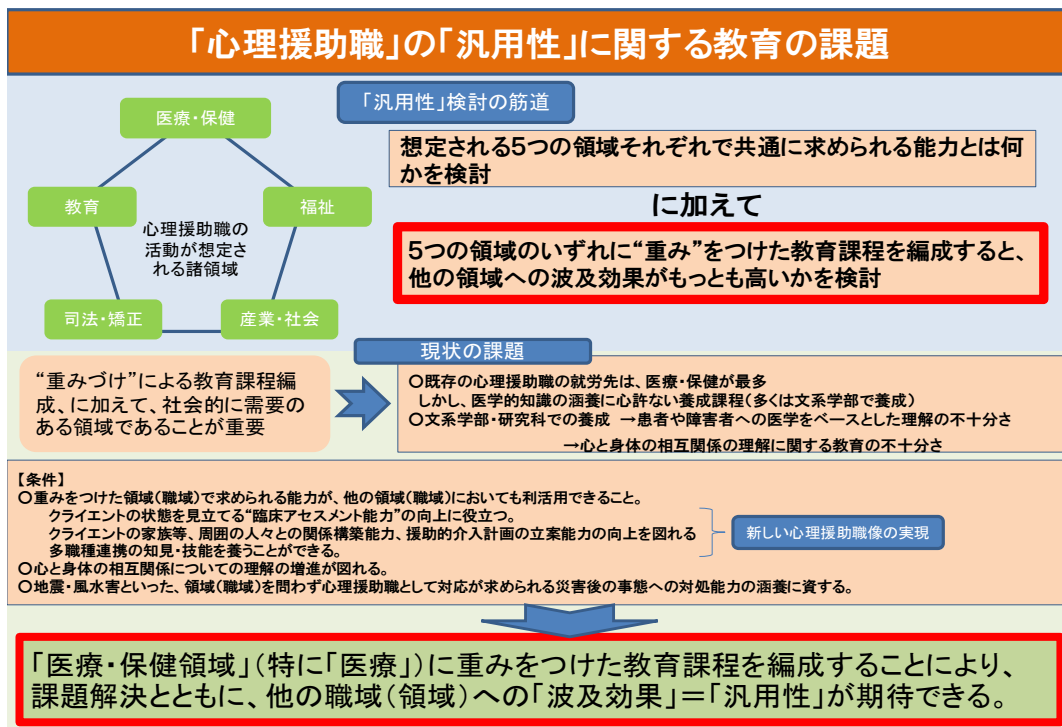 「心理援助職」の「汎用性」に関する教育の課題
「汎用性」検討の筋道
医療・保健
教育
福祉
心理援助職の
活動が想定さ
れる諸領域
司法・矯正
産業・社会
想定される5つの領域それぞれで共通に求められる能力とは何
かを検討
に加えて
5つの領域のいずれに“重み”をつけた教育課程を編成すると、
他の領域への波及効果がもっとも高いかを検討
現状の課題
“重みづけ”による教育課程編
成、に加えて、社会的に需要の
ある領域であることが重要
○既存の心理援助職の就労先は、医療・保健が最多
しかし、医学的知識の涵養に心許ない養成課程(多くは文系学部で養成)
○文系学部・研究科での養成 →患者や障害者への医学をベースとした理解の不十分さ
→心と身体の相互関係の理解に関する教育の不十分さ
【条件】
○重みをつけた領域(職域)で求められる能力が、他の領域(職域)においても利活用できること。
クライエントの状態を見立てる“臨床アセスメント能力”の向上に役立つ。
クライエントの家族等、周囲の人々との関係構築能力、援助的介入計画の立案能力の向上を図れる
多職種連携の知見・技能を養うことができる。
○心と身体の相互関係についての理解の増進が図れる。
○地震・風水害といった、領域(職域)を問わず心理援助職として対応が求められる災害後の事態への対処能力の涵養に資する。
新しい心理援助職像の実現
「医療・保健領域」(特に「医療」)に重みをつけた教育課程を編成することにより、
課題解決とともに、他の職域(領域)への「波及効果」=「汎用性」が期待できる。